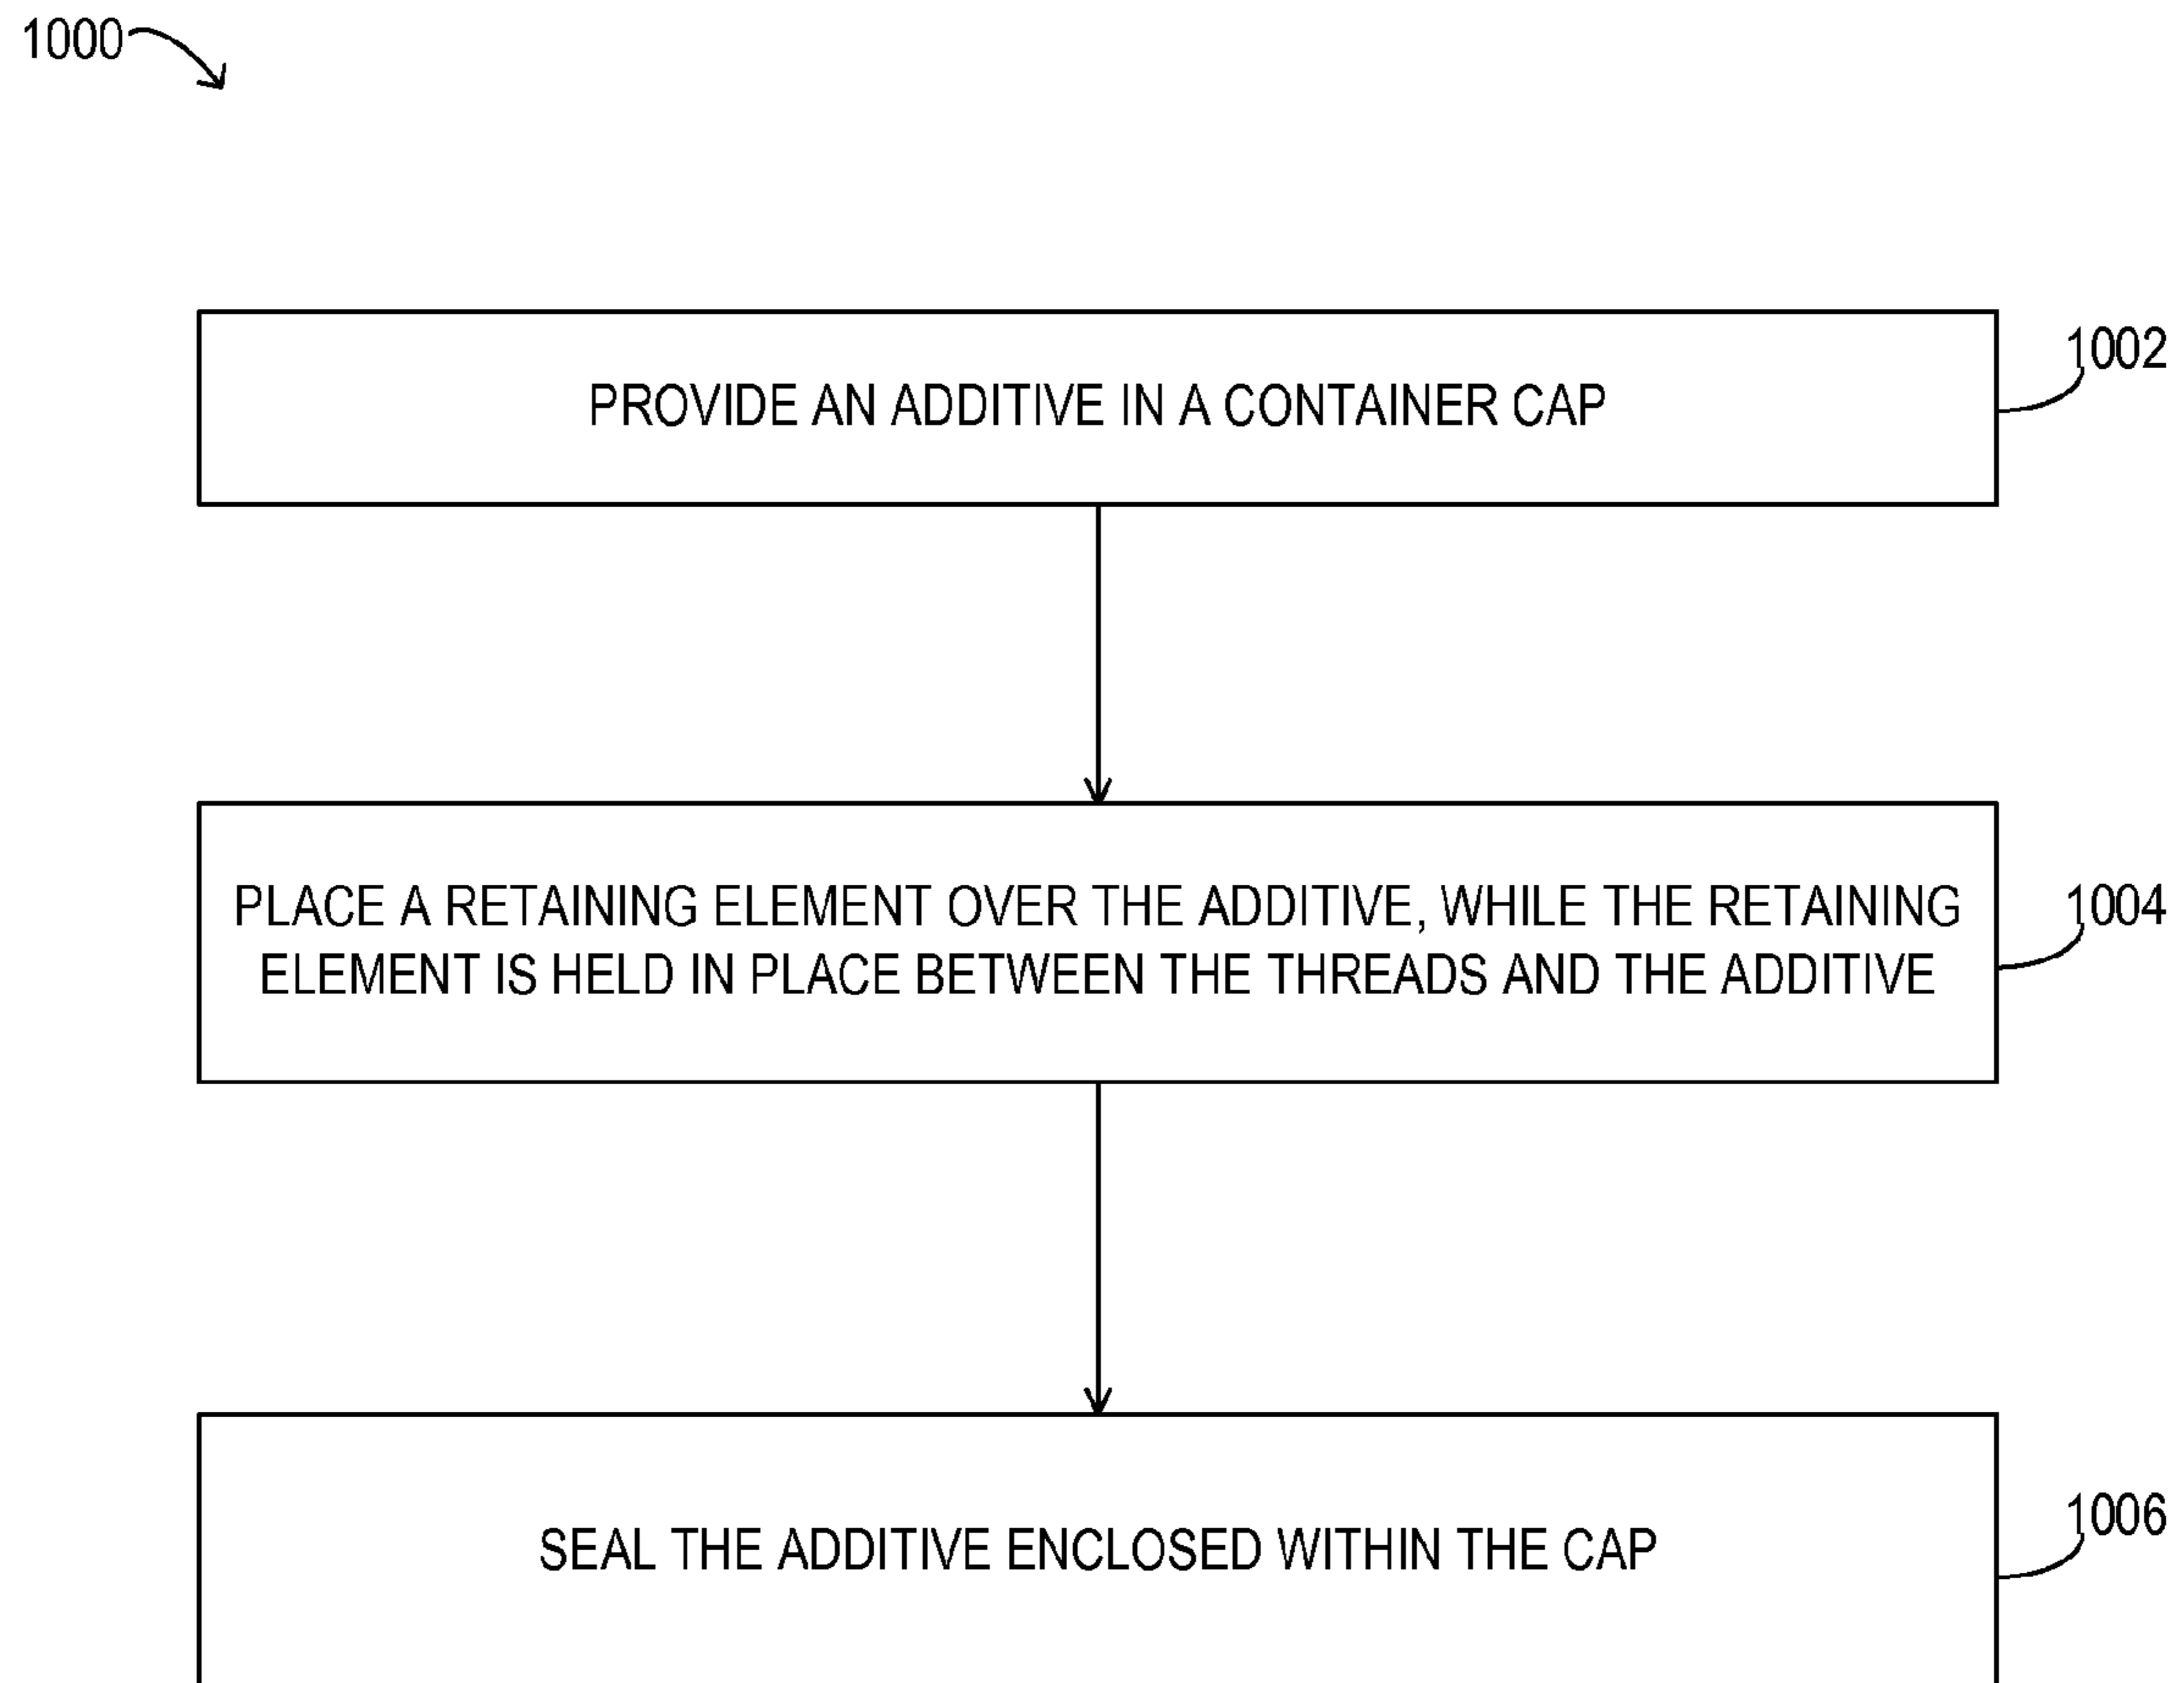 1000
PROVIDE AN ADDITIVE IN A CONTAINER CAP
1002
PLACE A RETAINING ELEMENT OVER THE ADDITIVE, WHILE THE RETAINING
ELEMENT IS HELD IN PLACE BETWEEN THE THREADS AND THE ADDITIVE
1004
SEAL THE ADDITIVE ENCLOSED WITHIN THE CAP
1006